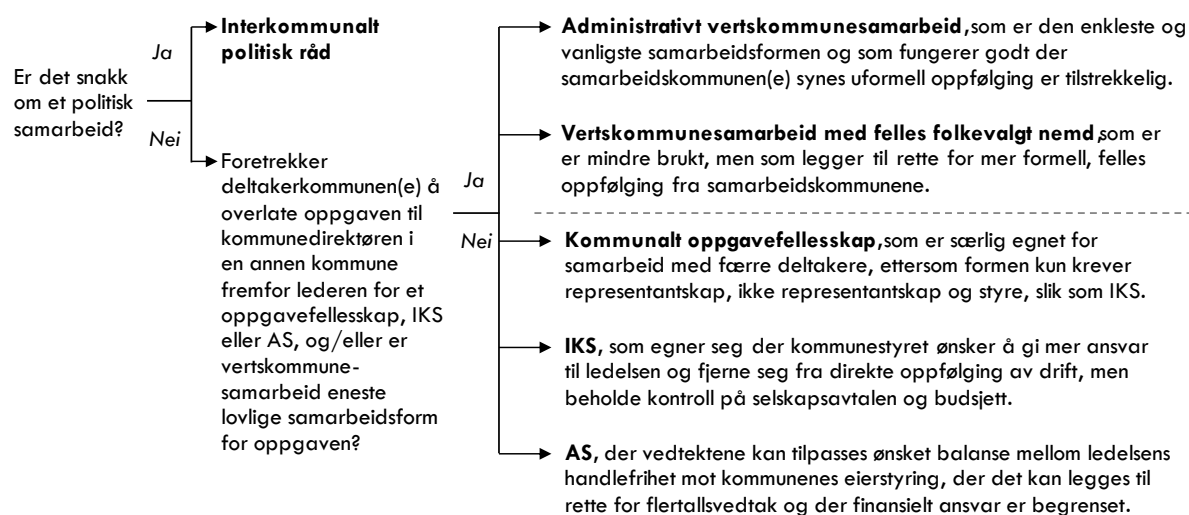 Er det snakk
om et politisk
samarbeid?
Ja
Nei
Interkommunalt
politisk råd
Foretrekker
deltakerkommunen(e) å
overlate oppgaven til
kommunedirektøren i
en annen kommune
fremfor lederen for et
oppgavefellesskap, IKS
eller AS, og/eller er
vertskommune-
samarbeid eneste
lovlige samarbeidsform
for oppgaven?
Ja
Nei
Administrativt vertskommunesamarbeid, som er den enkleste og
vanligste samarbeidsformen og som fungerer godt der
samarbeidskommunen(e) synes uformell oppfølging er tilstrekkelig.
Vertskommunesamarbeid med felles folkevalgt nemd, som er
er mindre brukt, men som legger til rette for mer formell, felles
oppfølging fra samarbeidskommunene.
Kommunalt oppgavefellesskap, som er særlig egnet for
samarbeid med færre deltakere, ettersom formen kun krever
representantskap, ikke representantskap og styre, slik som IKS.
IKS, som egner seg der kommunestyret ønsker å gi mer ansvar
til ledelsen og fjerne seg fra direkte oppfølging av drift, men
beholde kontroll på selskapsavtalen og budsjett.
AS, der vedtektene kan tilpasses ønsket balanse mellom ledelsens
handlefrihet mot kommunenes eierstyring, der det kan legges til
rette for flertallsvedtak og der finansielt ansvar er begrenset.